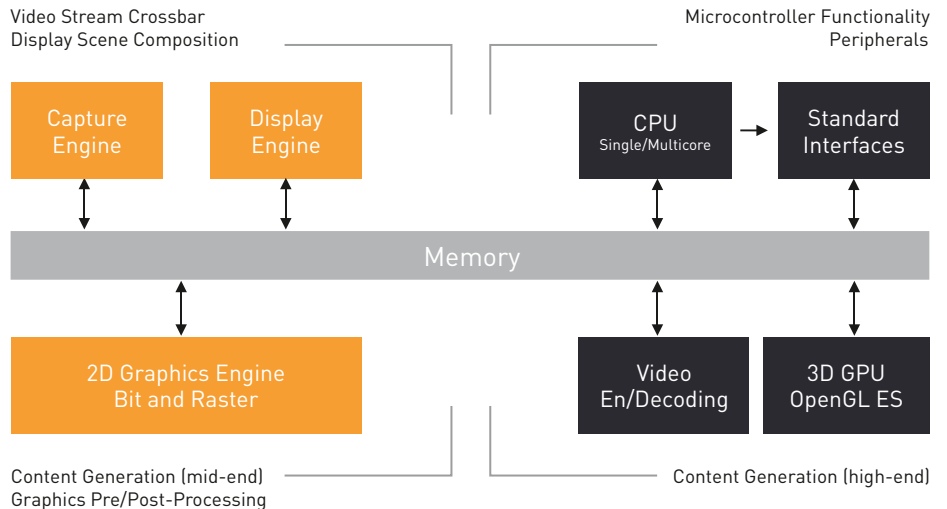 Video Stream Crossbar
Display Scene Composition
Microcontroller Functionality
Peripherals
Capture
Engine
Display
Engine
CPU
Single/Multicore
Standard
Interfaces
Memory
2D Graphics Engine
Bit and Raster
Video
En/Decoding
3D GPU
OpenGL ES
Content Generation (mid-end)
Graphics Pre/Post-Processing
Content Generation (high-end)